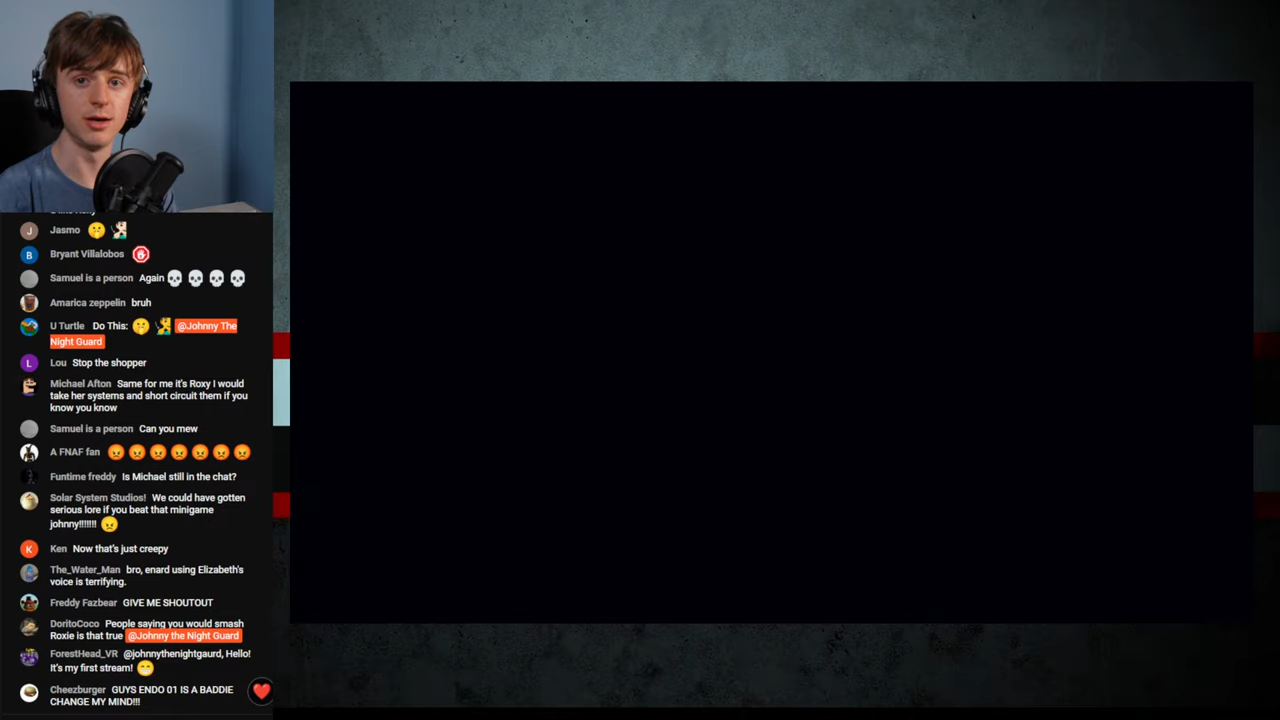 Jasmo
Bryant Villalobos
Samuel is a person Again 💀 💀 💀 💀
Amarica zeppelin bruh
U Turtle Do This: @Johnny The
Night Guard
Lou Stop the shopper
Michael Afton Same for me it's Roxy I would
take her systems and short circuit them if you
know you know
Samuel is a person Can you mew
A FNAF fan 😡 😡 😡 😡 😡 😡 😡
Funtime freddy Is Michael still in the chat?
Solar System Studios! We could have gotten
serious lore if you beat that minigame
johnny!!!!!!! 😠
Ken Now that's just creepy
The_Water_Man bro, enard using Elizabeth's
voice is terrifying.
Freddy Fazbear GIVE ME SHOUTOUT
DoritoCoco People saying you would smash
Roxie is that true @Johnny the Night Guard
ForestHead_VR @johnnythenightgaurd, Hello!
It's my first stream! 😁
Cheezburger GUYS ENDO 01 IS A BADDIE
CHANGE MY MIND!!!
J
B
L
K